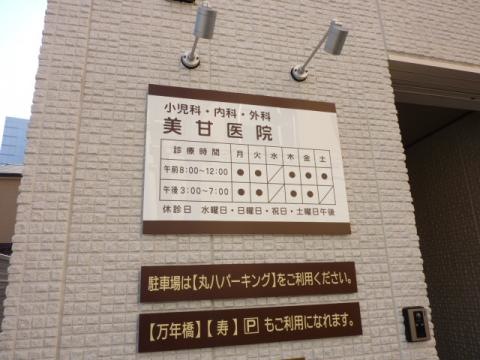 小児科・内科・外科
美甘医院
診療時間 月 火 水 木 金 土
午前8:00～12:00 ● ● ／ ● ● ●
午後3:00～7:00 ● ● ／ ● ● ／
休診日 水曜日・日曜日・祝日・土曜日午後
駐車場は【丸八パーキング】をご利用ください。
【万年橋】【寿】P もご利用になれます。